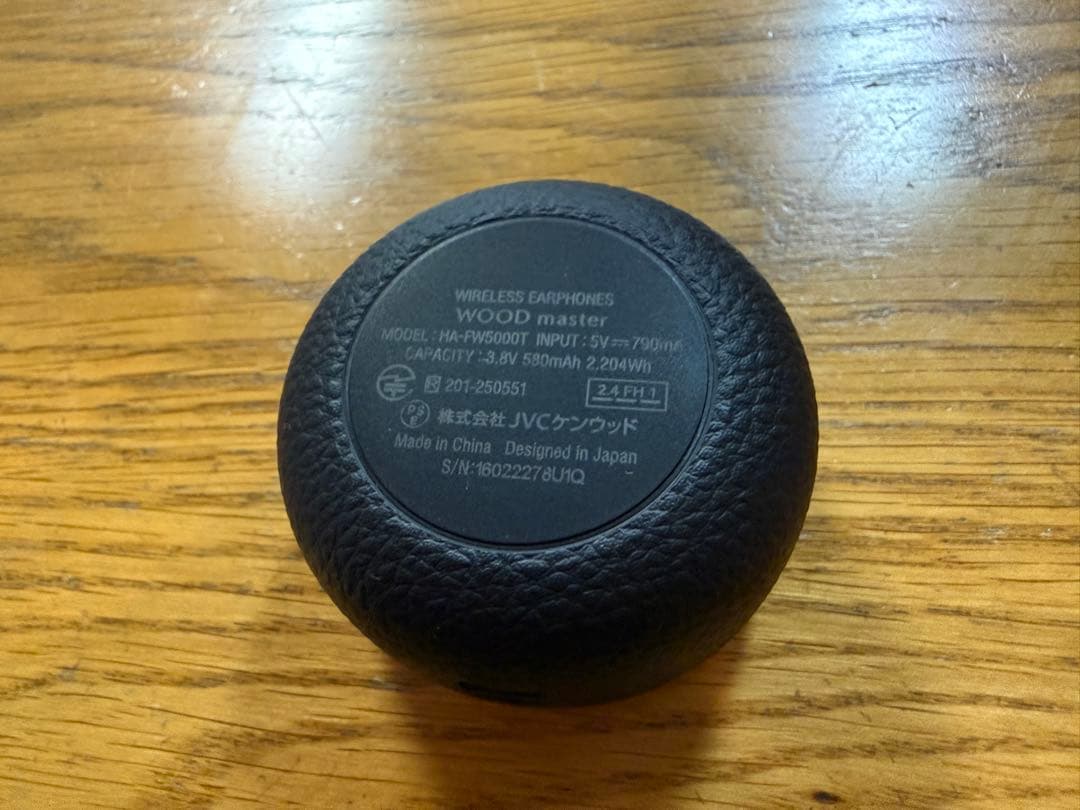 WIRELESS EARPHONES
WOOD master
MODEL : HA-FW5000T INPUT : 5V⎓790mA
CAPACITY : 3.8V 580mAh 2.204Wh
R 201-250551 2.4 FH 1
PSE 株式会社 JVCケンウッド
Made in China Designed in Japan
S/N:16022278U1Q